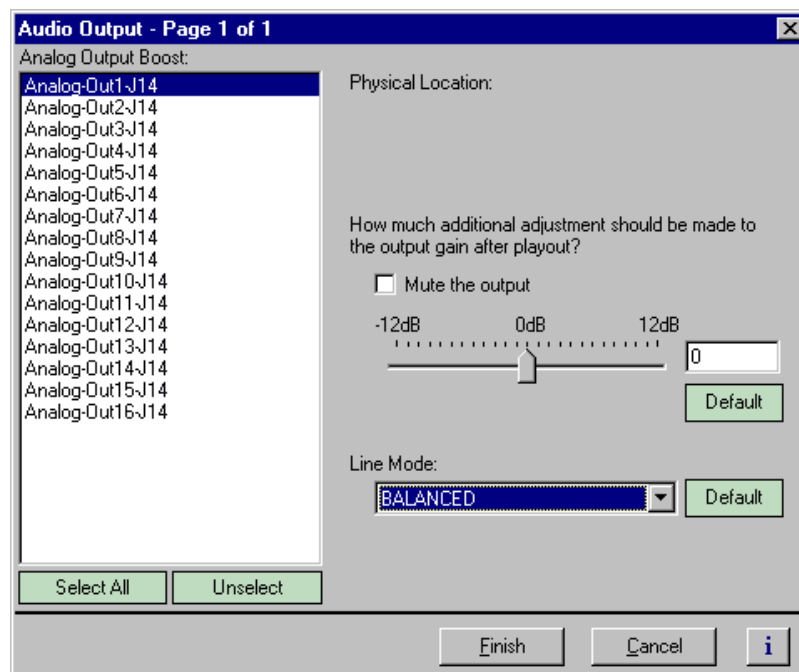 Audio Output - Page 1 of 1
Analog Output Boost:
Analog-Out1-J14
Analog-Out2-J14
Analog-Out3-J14
Analog-Out4-J14
Analog-Out5-J14
Analog-Out6-J14
Analog-Out7-J14
Analog-Out8-J14
Analog-Out9-J14
Analog-Out10-J14
Analog-Out11-J14
Analog-Out12-J14
Analog-Out13-J14
Analog-Out14-J14
Analog-Out15-J14
Analog-Out16-J14
Select All
Unselect
Physical Location:
How much additional adjustment should be made to
the output gain after playout?
Mute the output
-12dB 0dB 12dB
0
Default
Line Mode:
BALANCED
Default
Finish
Cancel
i